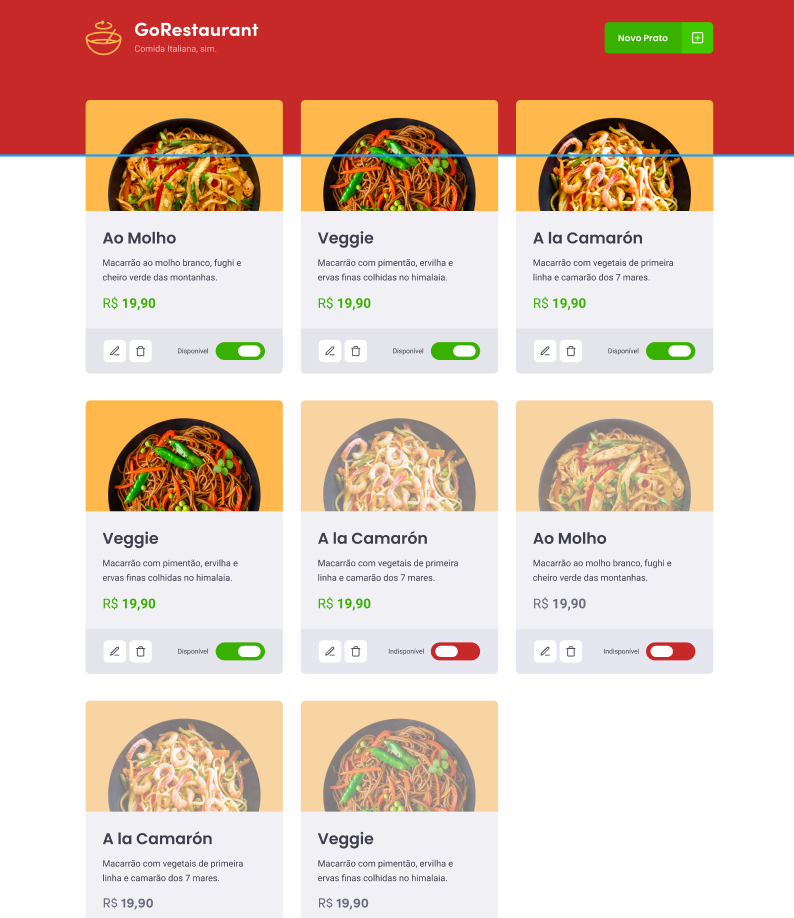 GoRestaurant
Comida Italiana, sim.
Novo Prato
Ao Molho
Macarrão ao molho branco, fughi e
cheiro verde das montanhas.
R$ 19,90
Disponível
Veggie
Macarrão com pimentão, ervilha e
ervas finas colhidas no himalaia.
R$ 19,90
Disponível
A la Camarón
Macarrão com vegetais de primeira
linha e camarão dos 7 mares.
R$ 19,90
Disponível
Veggie
Macarrão com pimentão, ervilha e
ervas finas colhidas no himalaia.
R$ 19,90
Disponível
A la Camarón
Macarrão com vegetais de primeira
linha e camarão dos 7 mares.
R$ 19,90
Indisponível
Ao Molho
Macarrão ao molho branco, fughi e
cheiro verde das montanhas.
R$ 19,90
Indisponível
A la Camarón
Macarrão com vegetais de primeira
linha e camarão dos 7 mares.
R$ 19,90
Veggie
Macarrão com pimentão, ervilha e
ervas finas colhidas no himalaia.
R$ 19,90